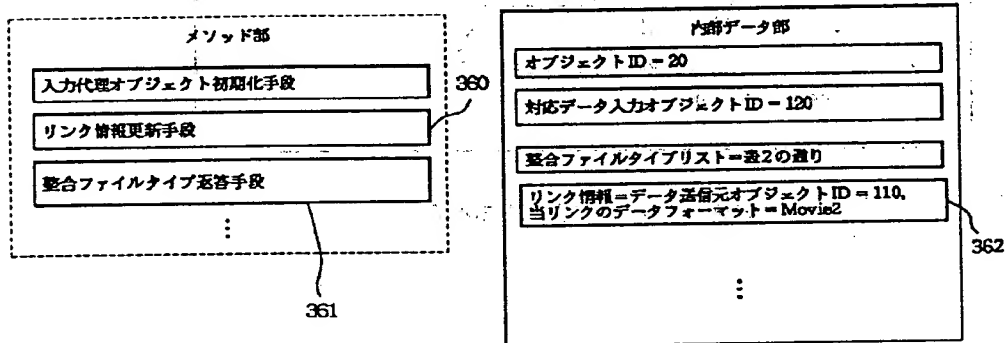 メソッド部
入力代理オブジェクト初期化手段
リンク情報更新手段
整合ファイルタイプ返答手段
360
361
内部データ部
オブジェクトID=20
対応データ入力オブジェクトID=120
整合ファイルタイプリスト=表2の通り
リンク情報=データ送信元オブジェクトID=110,
当リンクのデータフォーマット=Movie2
362